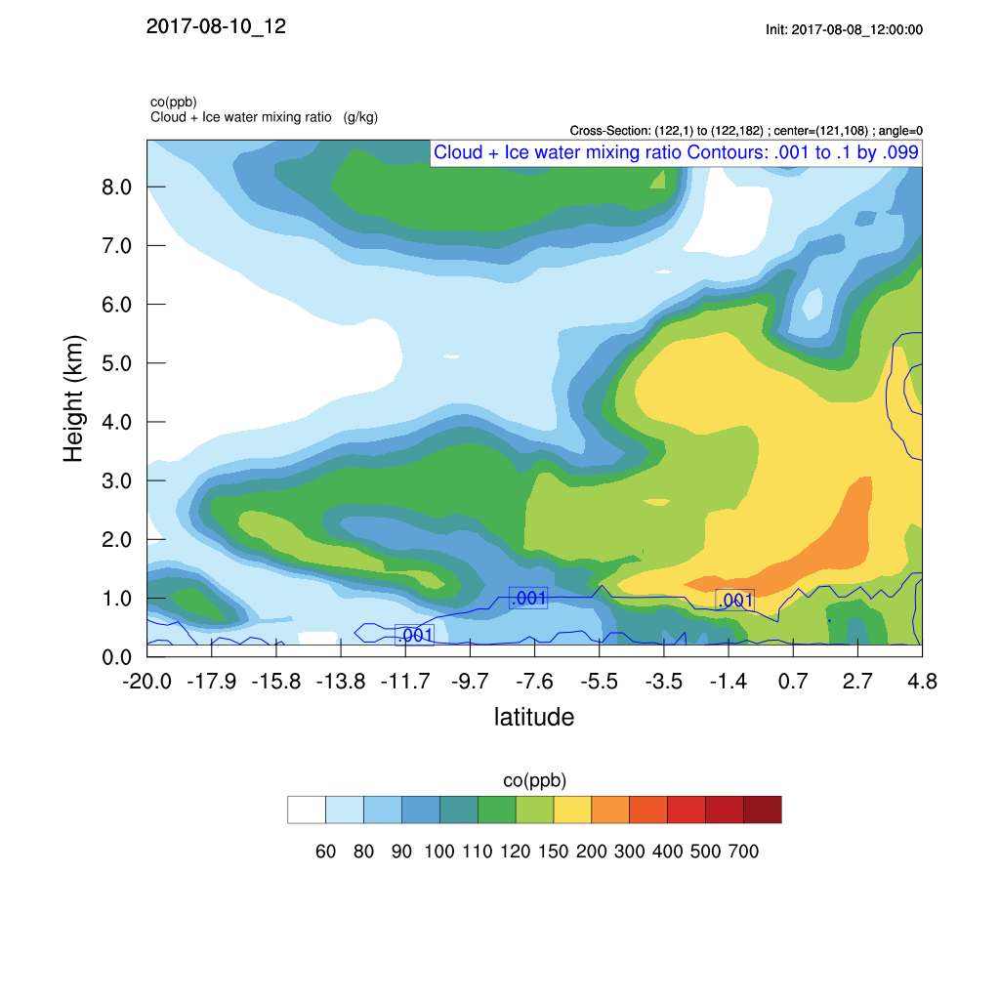 2017-08-10_12
Init: 2017-08-08_12:00:00
co(ppb)
Cloud + Ice water mixing ratio (g/kg)
Cross-Section: (122,1) to (122,182) ; center=(121,108) ; angle=0
Cloud + Ice water mixing ratio Contours: .001 to .1 by .099
8.0
7.0
6.0
5.0
4.0
3.0
2.0
1.0
0.0
Height (km)
.001
.001
.001
-20.0 -17.9 -15.8 -13.8 -11.7 -9.7 -7.6 -5.5 -3.5 -1.4 0.7 2.7 4.8
latitude
co(ppb)
60 80 90 100 110 120 150 200 300 400 500 700